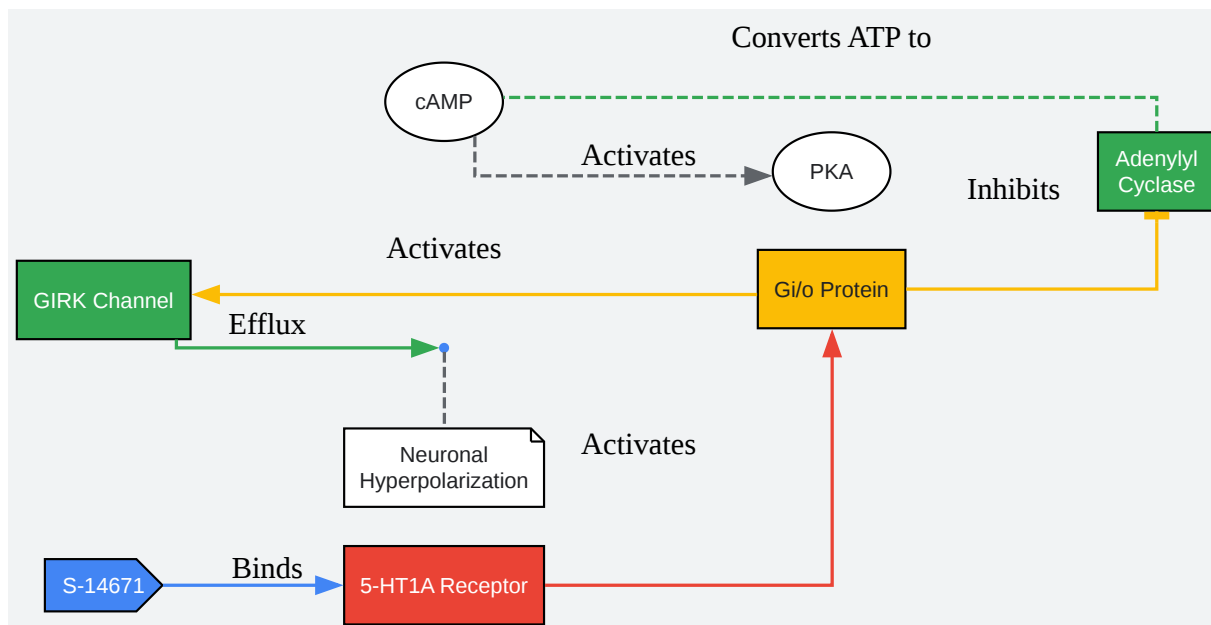 Converts ATP to
cAMP
Activates
PKA
Adenylyl
Cyclase
Inhibits
Activates
GIRK Channel
Gi/o Protein
Efflux
Neuronal
Hyperpolarization
Activates
S-14671
Binds
5-HT1A Receptor